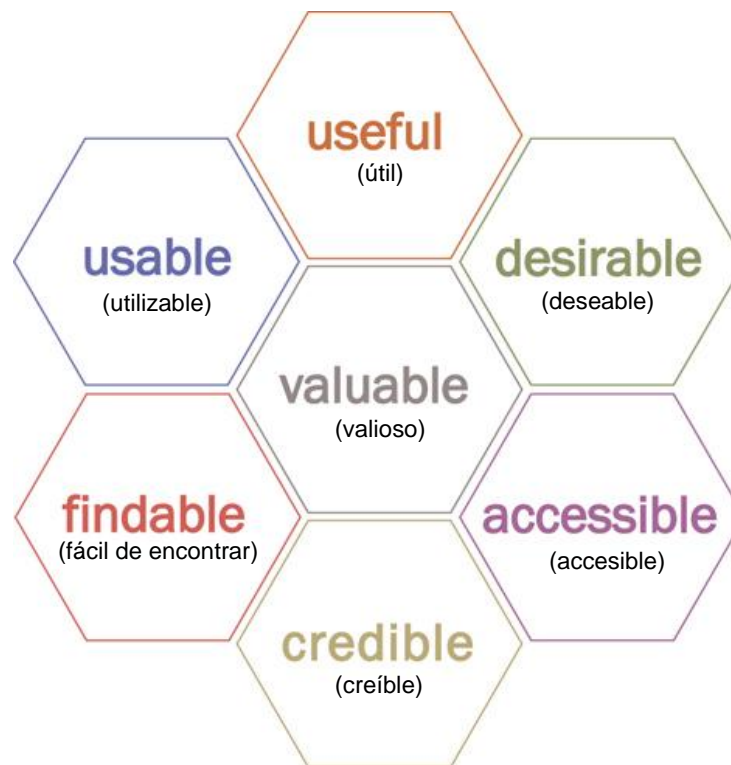 useful
(útil)
usable
(utilizable)
desirable
(deseable)
valuable
(valioso)
findable
(fácil de encontrar)
accessible
(accesible)
credible
(creíble)